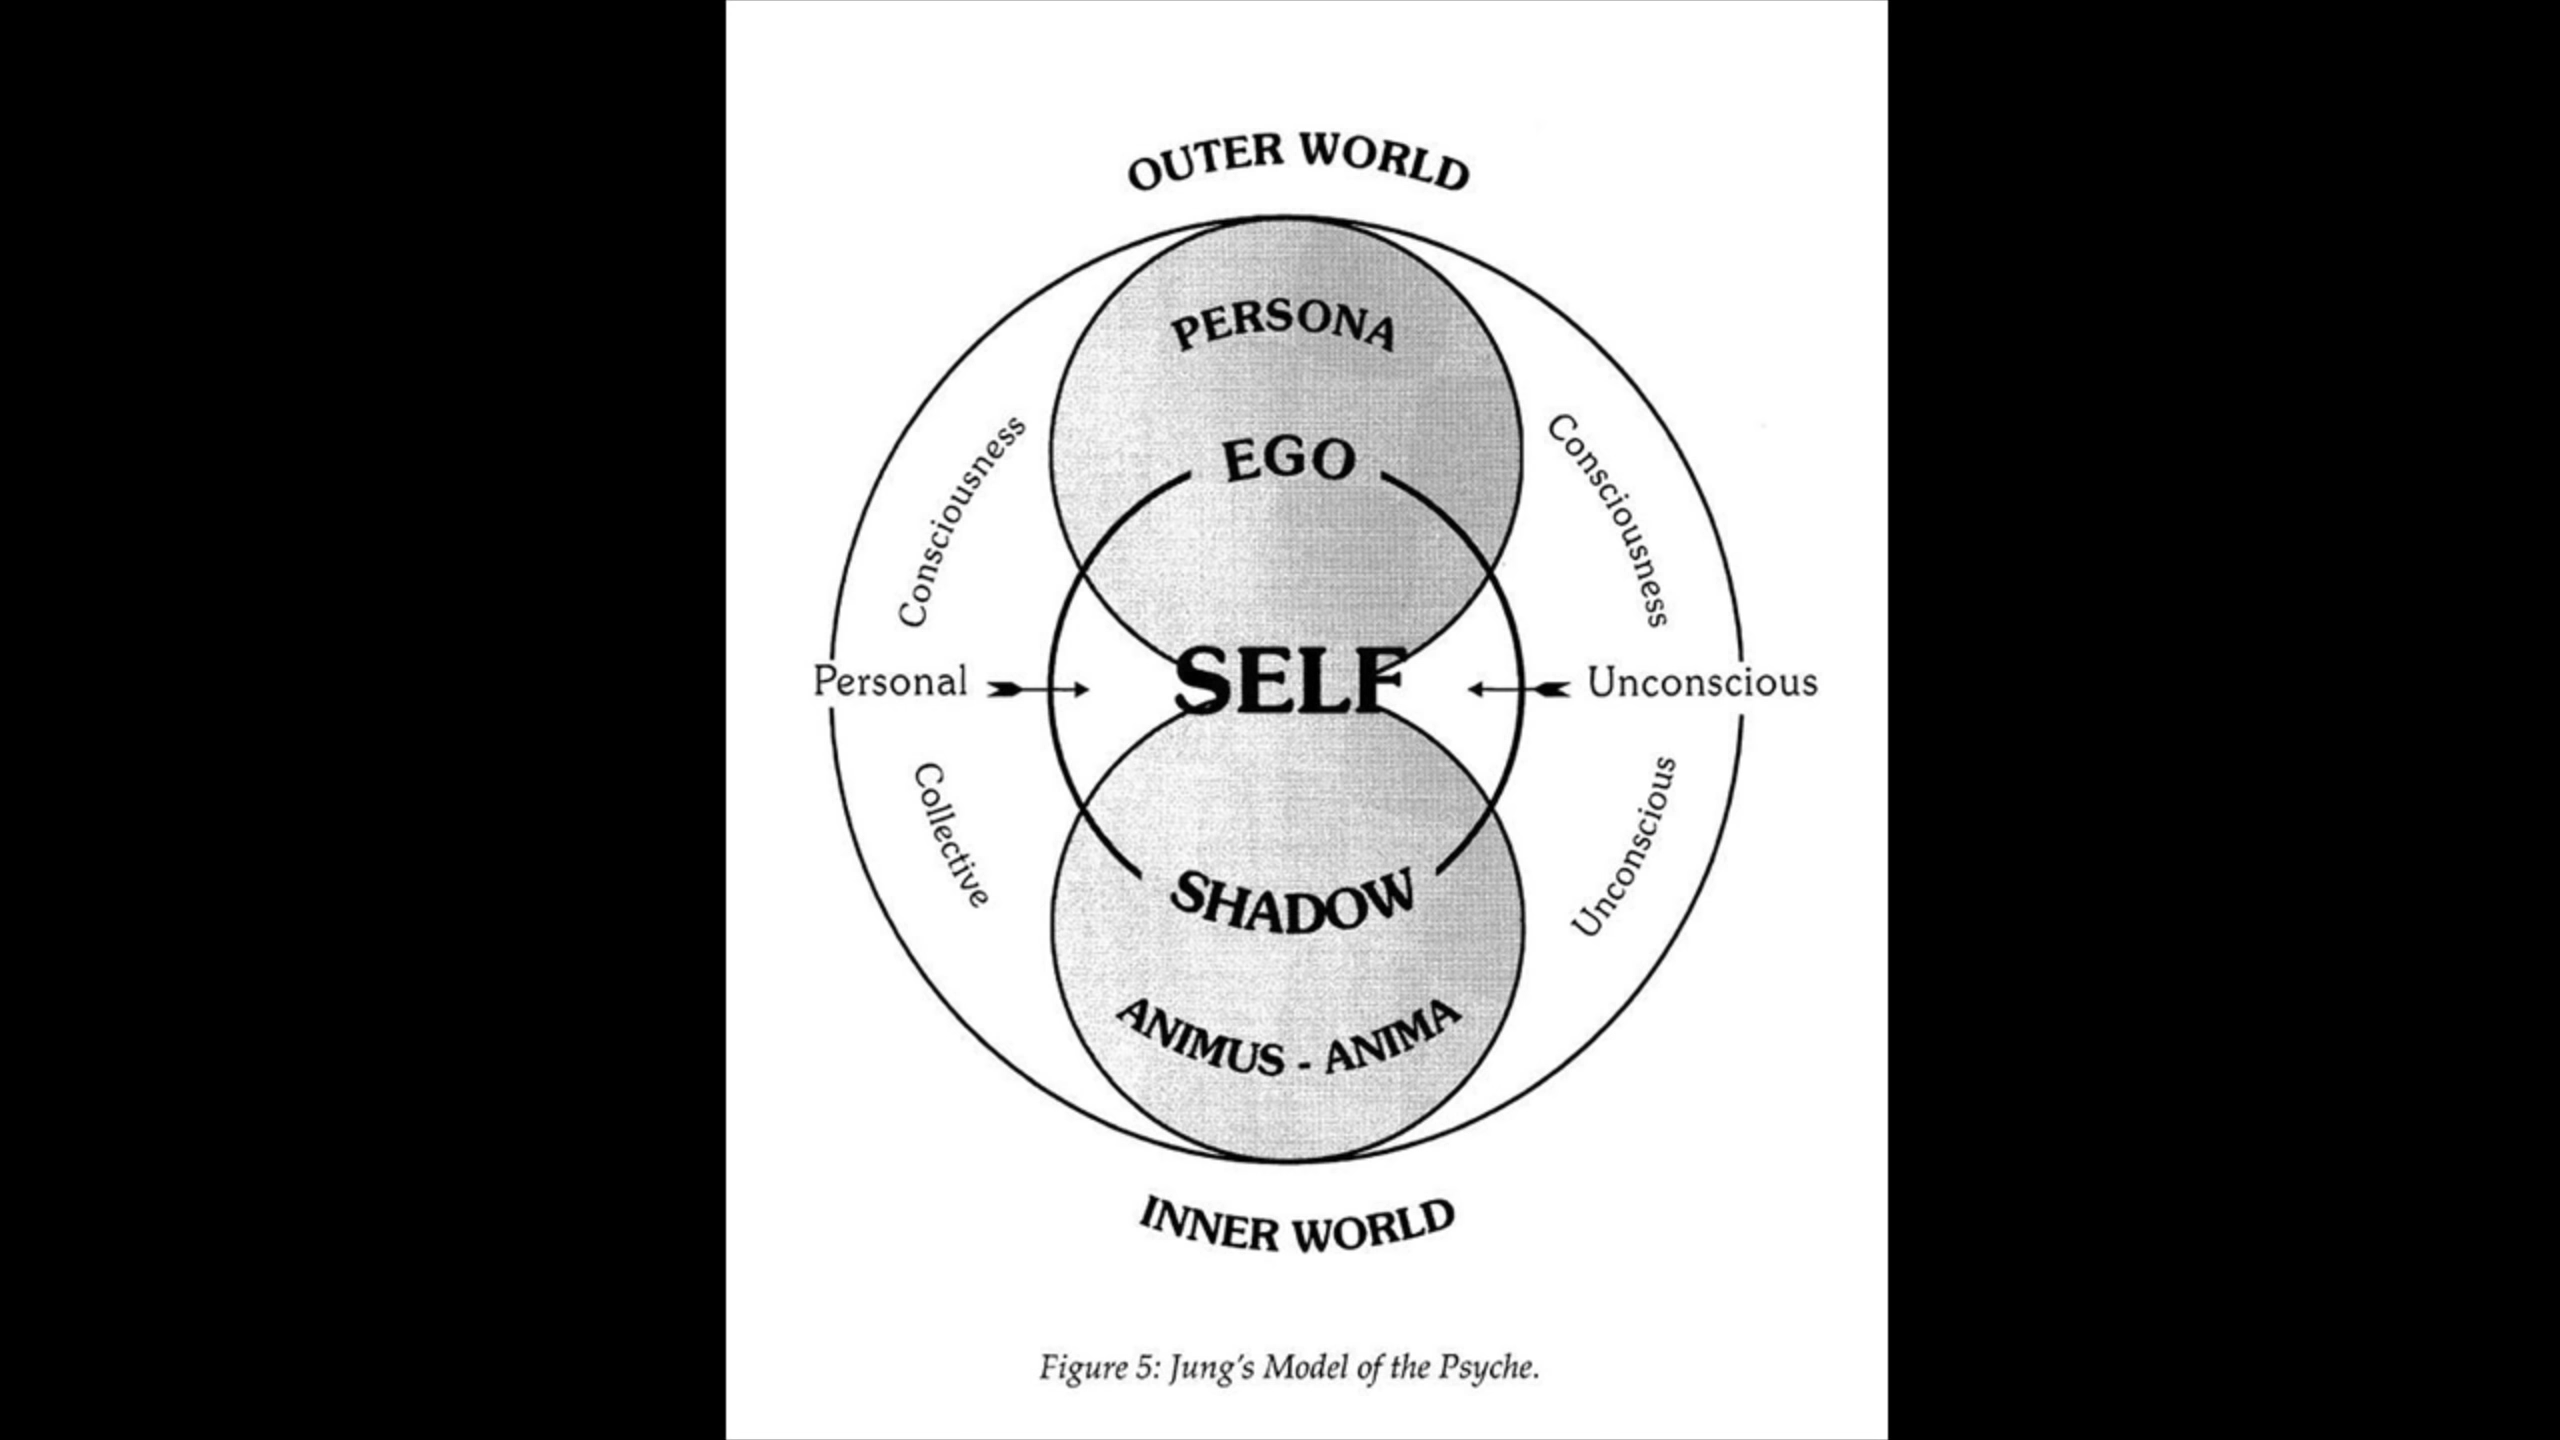 OUTER WORLD
PERSONA
EGO
Consciousness
Consciousness
SELF
Personal
Unconscious
Collective
Unconscious
SHADOW
ANIMUS - ANIMA
INNER WORLD
Figure 5: Jung's Model of the Psyche.